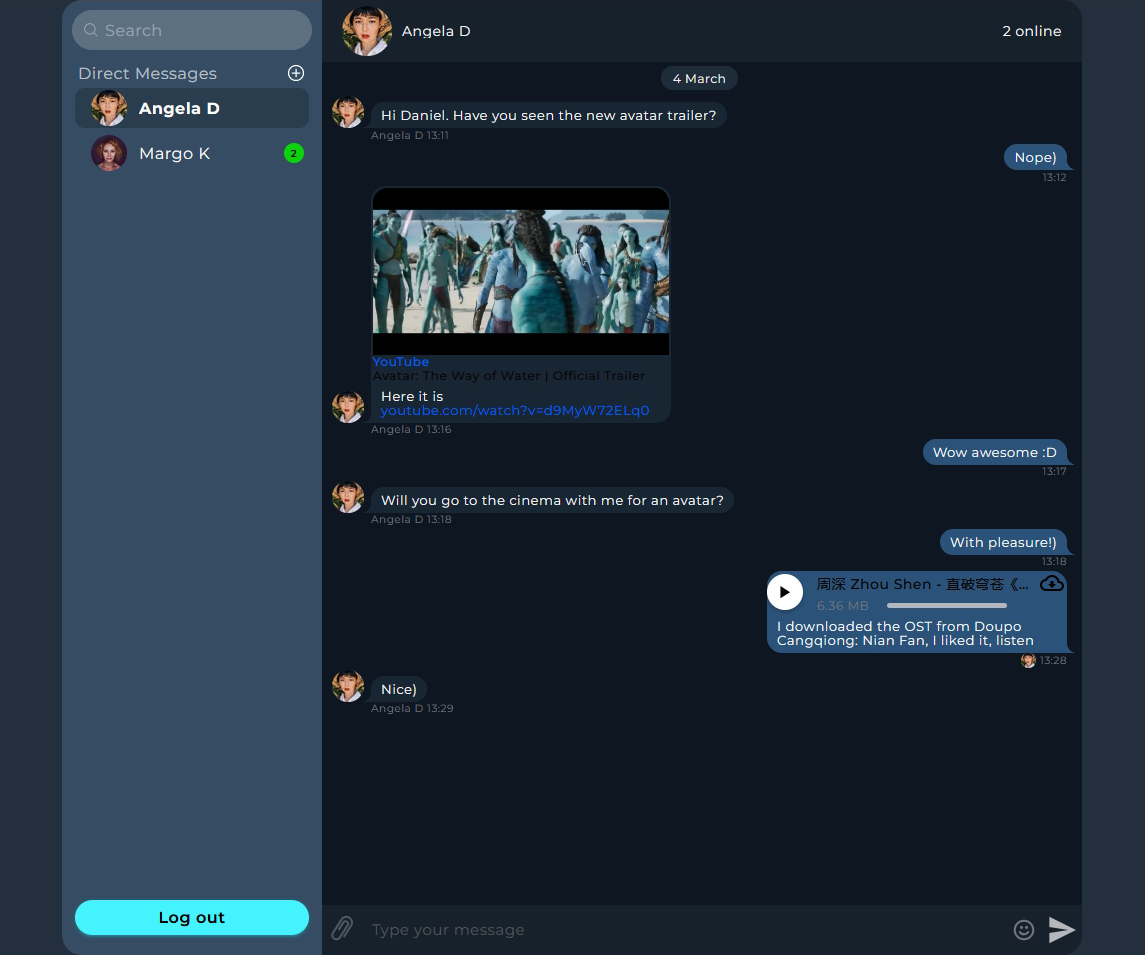 Search
Direct Messages
Angela D
Margo K
2
Log out
Angela D
2 online
4 March
Hi Daniel. Have you seen the new avatar trailer?
Angela D 13:11
Nope)
13:12
YouTube
Avatar: The Way of Water | Official Trailer
Here it is
youtube.com/watch?v=d9MyW72ELq0
Angela D 13:16
Wow awesome :D
13:17
Will you go to the cinema with me for an avatar?
Angela D 13:18
With pleasure!)
13:18
周深 Zhou Shen - 直破穹苍《...
6.36 MB
I downloaded the OST from Doupo
Cangqiong: Nian Fan, I liked it, listen
13:28
Nice)
Angela D 13:29
Type your message